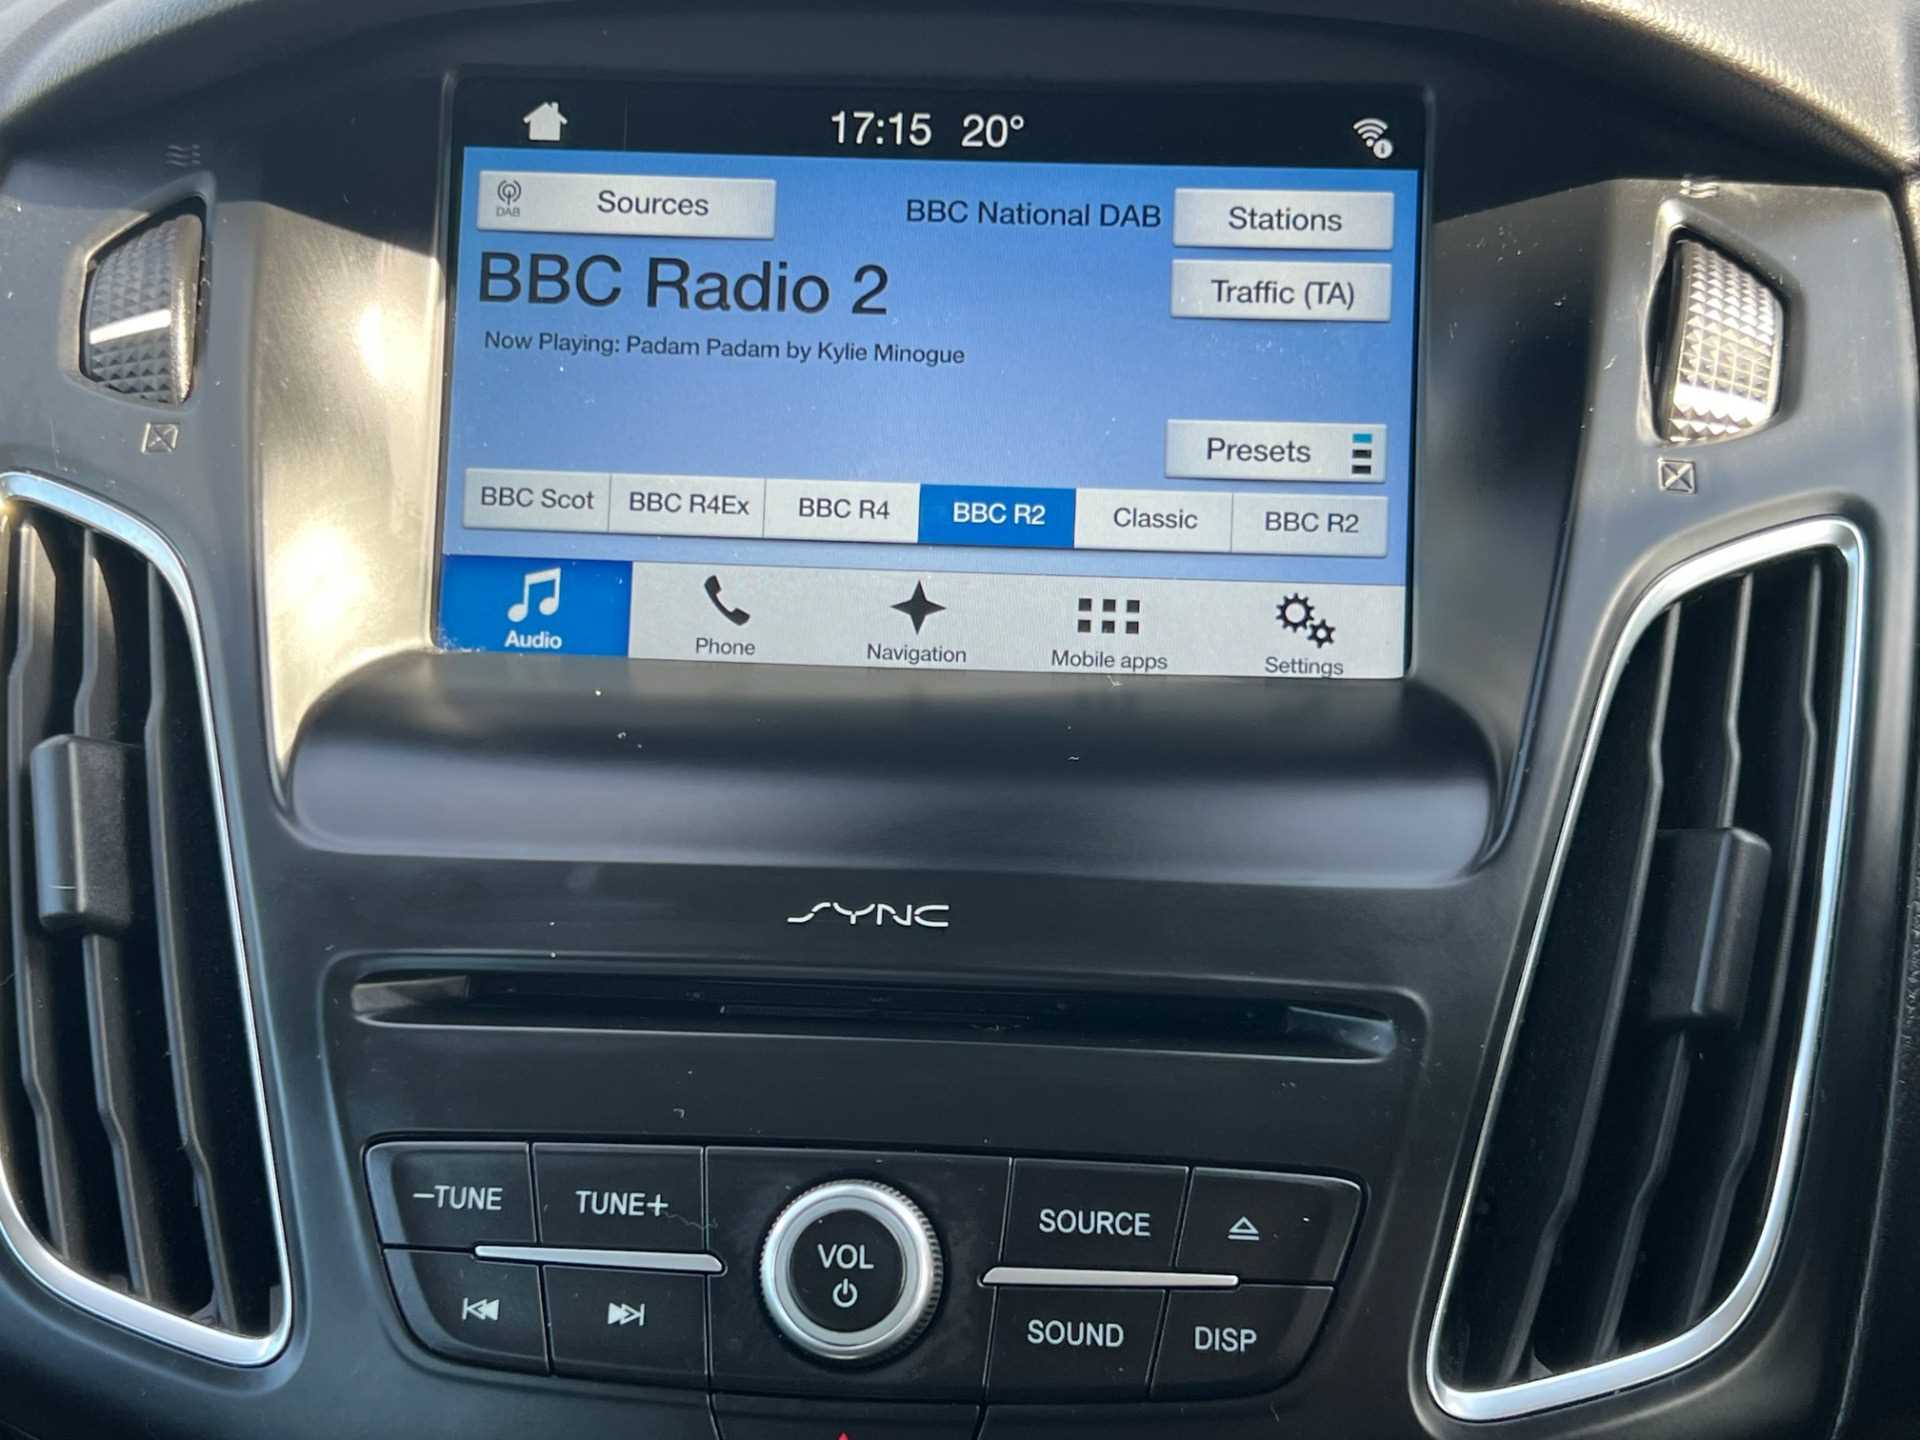 17:15 20°
DAB
Sources
BBC National DAB
Stations
BBC Radio 2
Traffic (TA)
Now Playing: Padam Padam by Kylie Minogue
Presets
BBC Scot
BBC R4Ex
BBC R4
BBC R2
Classic
BBC R2
Audio
Phone
Navigation
Mobile apps
Settings
SYNC
–TUNE
TUNE+
VOL
SOURCE
SOUND
DISP